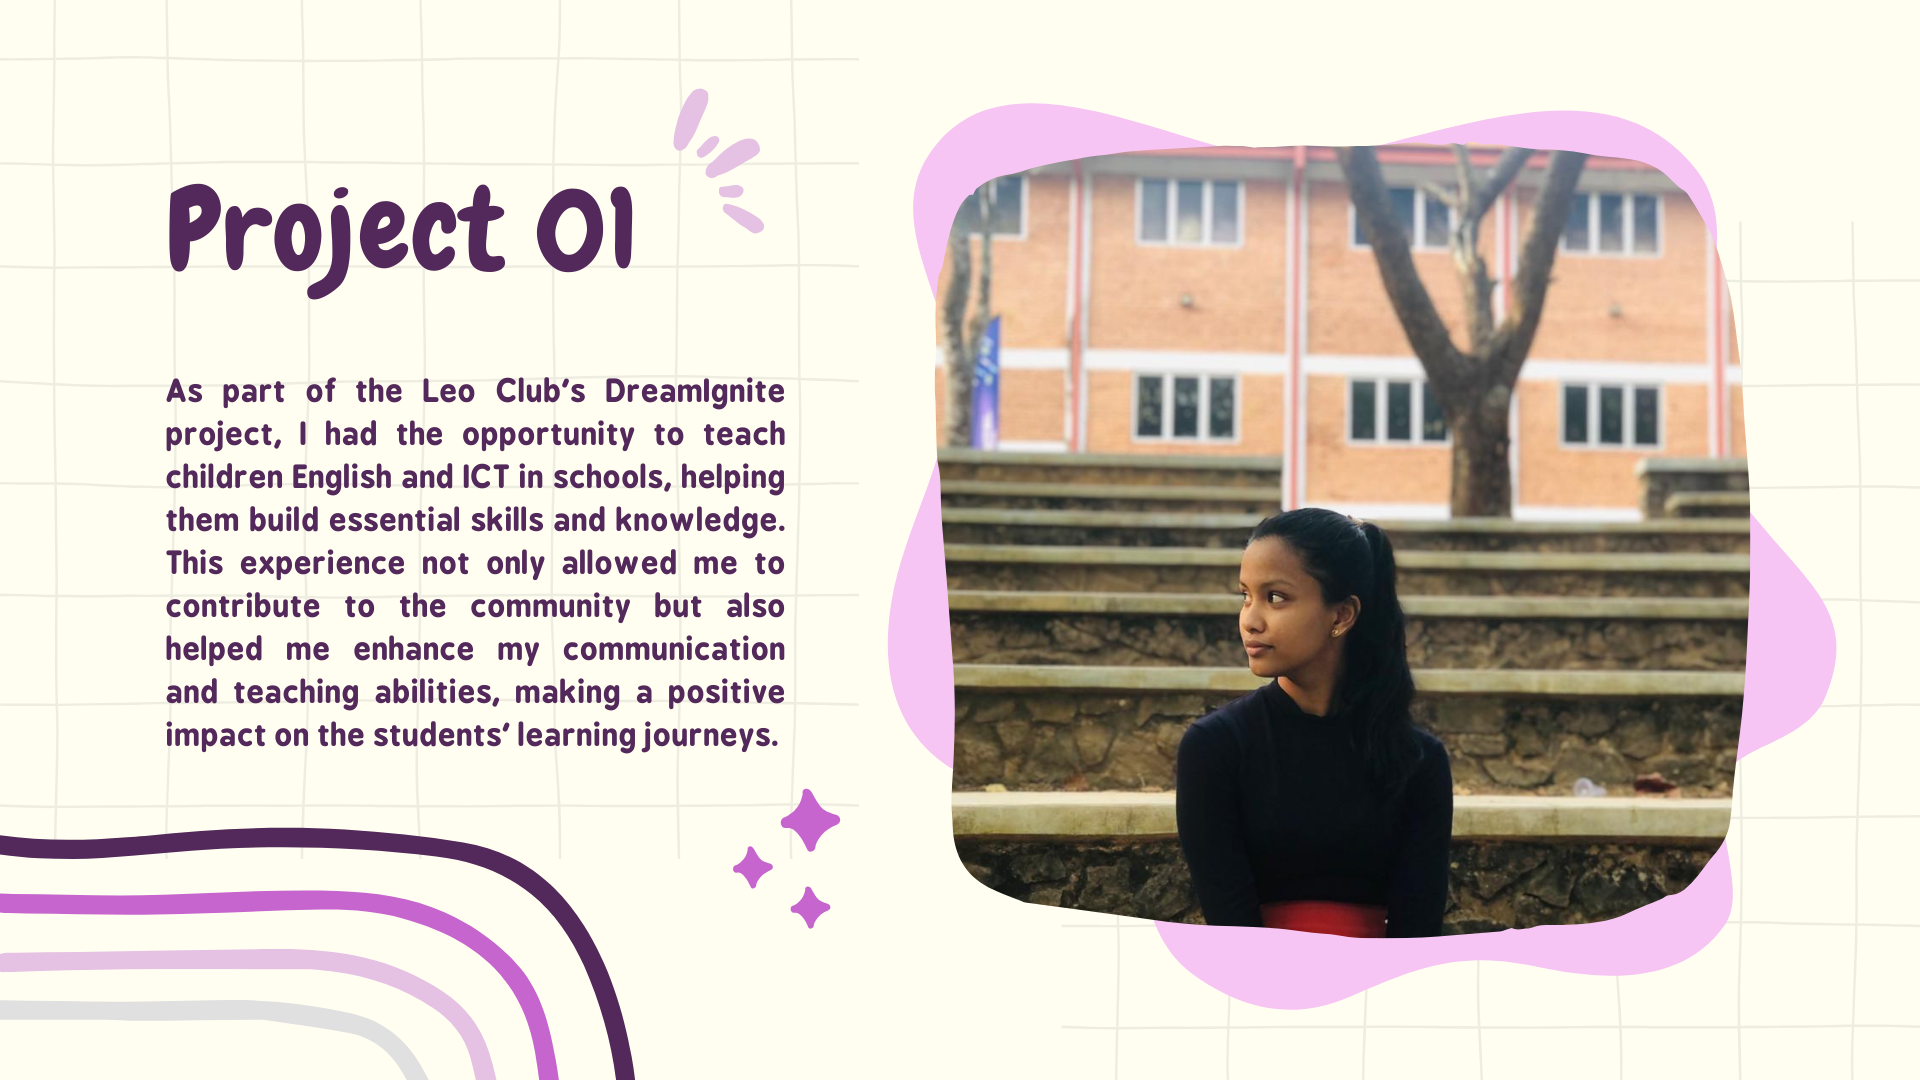 Project 01
As part of the Leo Club's DreamIgnite
project, I had the opportunity to teach
children English and ICT in schools, helping
them build essential skills and knowledge.
This experience not only allowed me to
contribute to the community but also
helped me enhance my communication
and teaching abilities, making a positive
impact on the students' learning journeys.